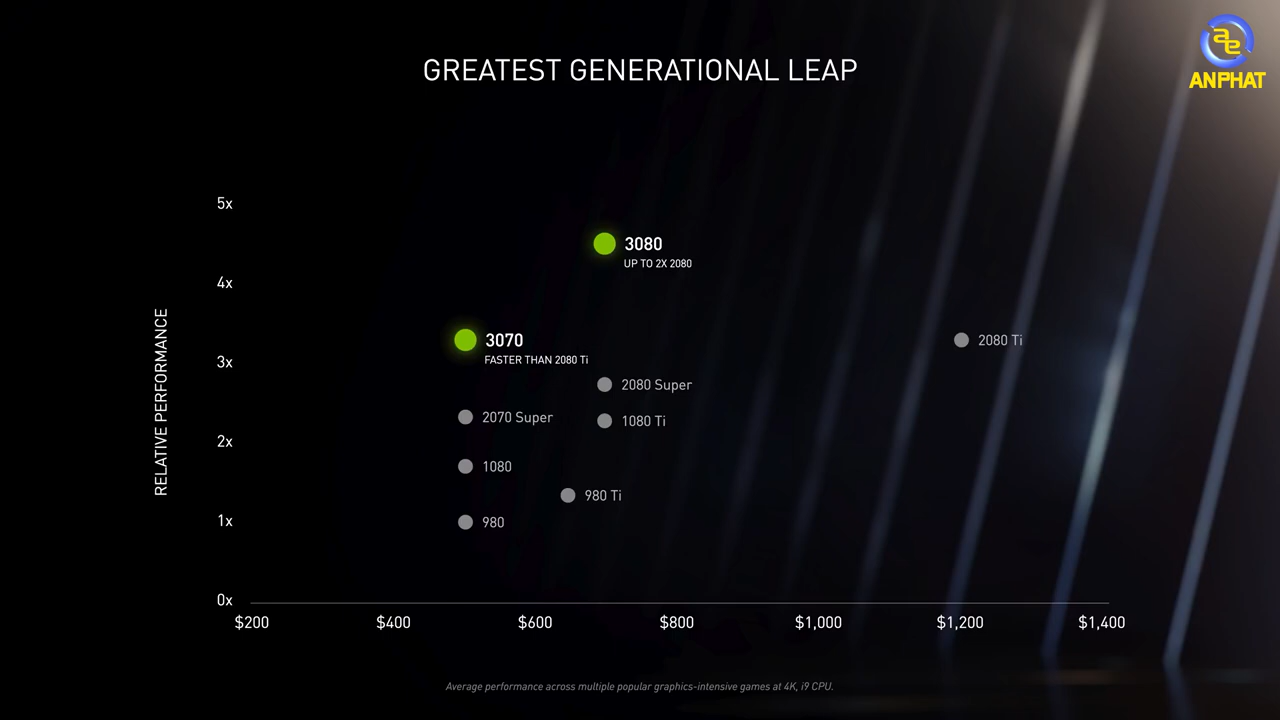 ae
ANPHAT
GREATEST GENERATIONAL LEAP
RELATIVE PERFORMANCE
5x
4x
3x
2x
1x
0x
3080
UP TO 2X 2080
3070
FASTER THAN 2080 Ti
2080 Ti
2080 Super
2070 Super
1080 Ti
1080
980 Ti
980
$200 $400 $600 $800 $1,000 $1,200 $1,400
Average performance across multiple popular graphics-intensive games at 4K, i9 CPU.